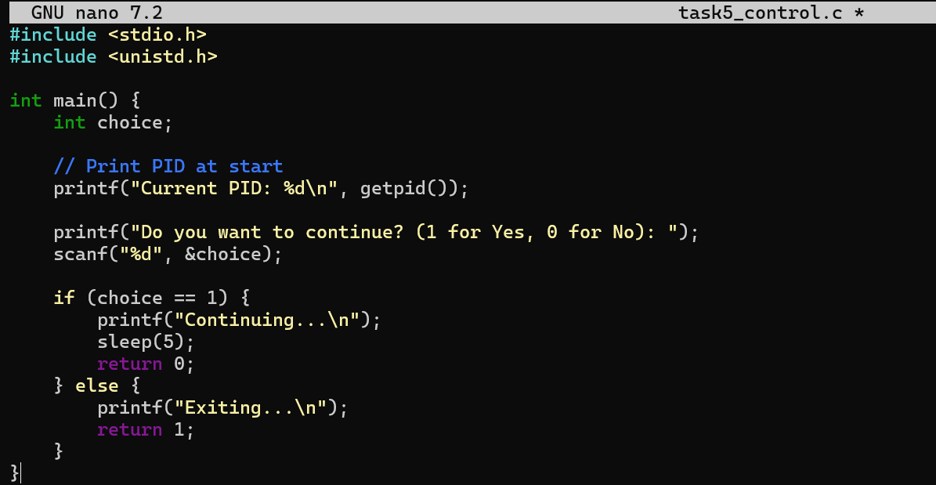 GNU nano 7.2 task5_control.c *
#include <stdio.h>
#include <unistd.h>
int main() {
    int choice;
    // Print PID at start
    printf("Current PID: %d\n", getpid());
    printf("Do you want to continue? (1 for Yes, 0 for No): ");
    scanf("%d", &choice);
    if (choice == 1) {
        printf("Continuing...\n");
        sleep(5);
        return 0;
    } else {
        printf("Exiting...\n");
        return 1;
    }
}